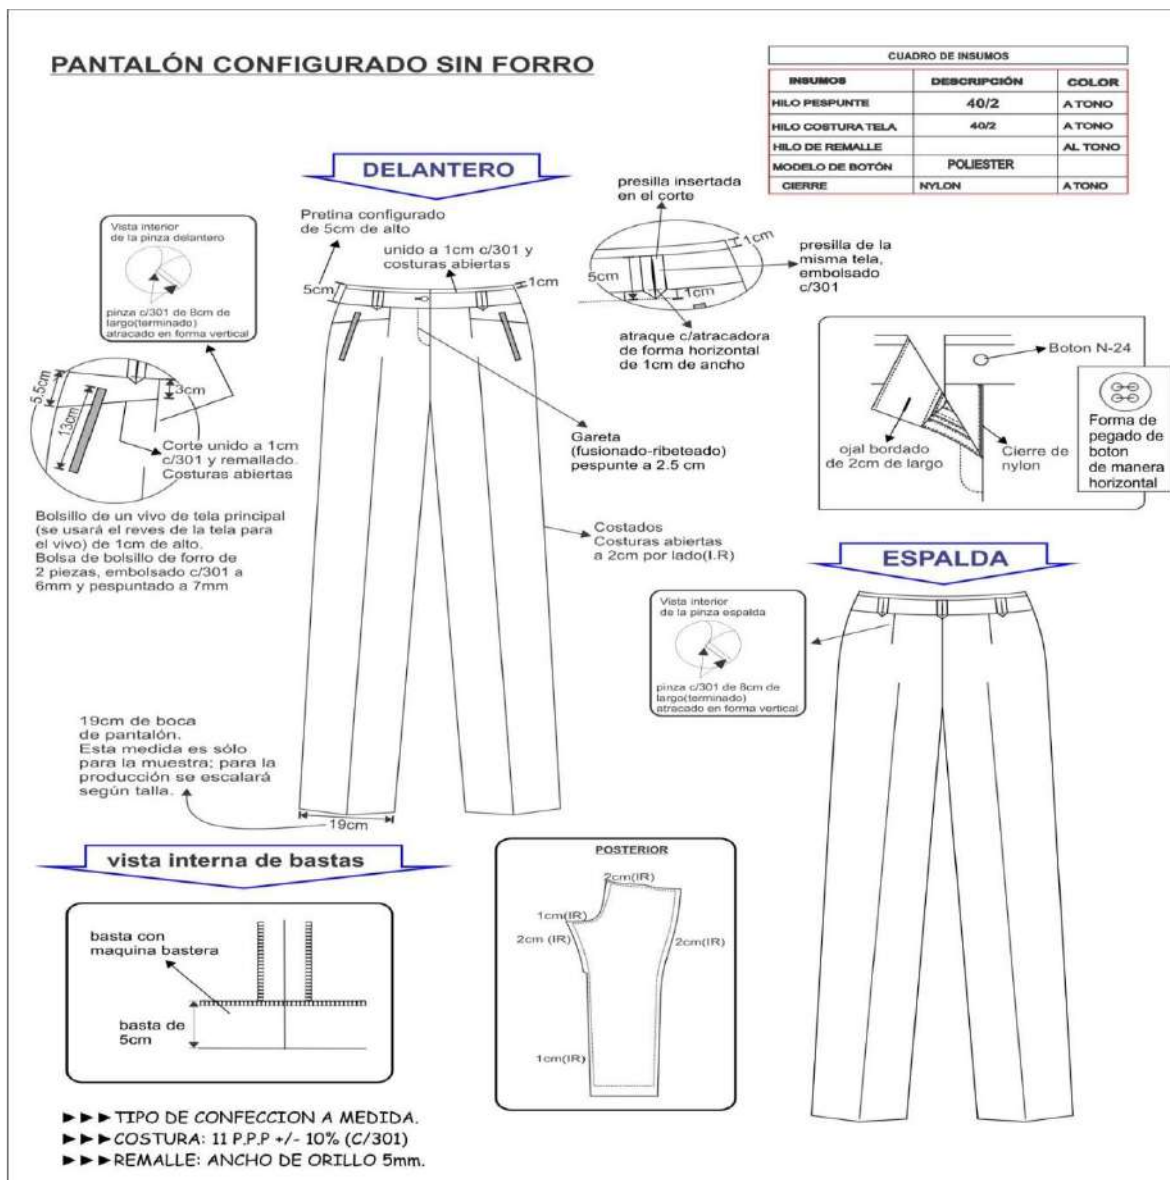 PANTALÓN CONFIGURADO SIN FORRO
CUADRO DE INSUMOS
INSUMOS DESCRIPCIÓN COLOR
HILO PESPUNTE 40/2 A TONO
HILO COSTURA TELA 40/2 A TONO
HILO DE REMALLE AL TONO
MODELO DE BOTÓN POLIESTER
CIERRE NYLON A TONO
DELANTERO
Vista interior
de la pinza delantero
pinza c/301 de 8cm de
largo(terminado)
atracado en forma vertical
Pretina configurado
de 5cm de alto
unido a 1cm c/301 y
costuras abiertas
5cm
1cm
presilla insertada
en el corte
1cm
5cm
1cm
presilla de la
misma tela,
embolsado
c/301
atraque c/atracadora
de forma horizontal
de 1cm de ancho
5.5cm
3cm
13cm
Corte unido a 1cm
c/301 y remallado.
Costuras abiertas
Bolsillo de un vivo de tela principal
(se usará el reves de la tela para
el vivo) de 1cm de alto.
Bolsa de bolsillo de forro de
2 piezas, embolsado c/301 a
6mm y pespuntado a 7mm
Gareta
(fusionado-ribeteado)
pespunte a 2.5 cm
Costados
Costuras abiertas
a 2cm por lado(I.R)
Boton N-24
ojal bordado
de 2cm de largo
Cierre de
nylon
Forma de
pegado de
boton
de manera
horizontal
ESPALDA
Vista interior
de la pinza espalda
pinza c/301 de 8cm de
largo(terminado)
atracado en forma vertical
19cm de boca
de pantalón.
Esta medida es sólo
para la muestra; para la
producción se escalará
según talla.
19cm
vista interna de bastas
basta con
maquina bastera
basta de
5cm
POSTERIOR
2cm(IR)
1cm(IR)
2cm (IR)
2cm(IR)
1cm(IR)
►►►TIPO DE CONFECCION A MEDIDA.
►►►COSTURA: 11 P.P.P +/- 10% (C/301)
►►►REMALLE: ANCHO DE ORILLO 5mm.